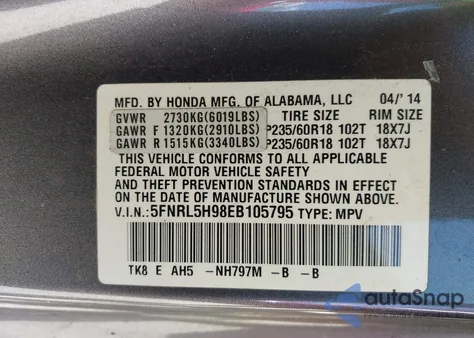 MFD. BY HONDA MFG. OF ALABAMA, LLC 04/' 14
GVWR 2730KG(6019LBS) TIRE SIZE RIM SIZE
GAWR F 1320KG(2910LBS) P235/60R18 102T 18X7J
GAWR R 1515KG(3340LBS) P235/60R18 102T 18X7J
THIS VEHICLE CONFORMS TO ALL APPLICABLE
FEDERAL MOTOR VEHICLE SAFETY
AND THEFT PREVENTION STANDARDS IN EFFECT
ON THE DATE OF MANUFACTURE SHOWN ABOVE.
V.I.N.: 5FNRL5H98EB105795 TYPE: MPV
TK8 E AH5 -NH797M -B -B
autoSnap